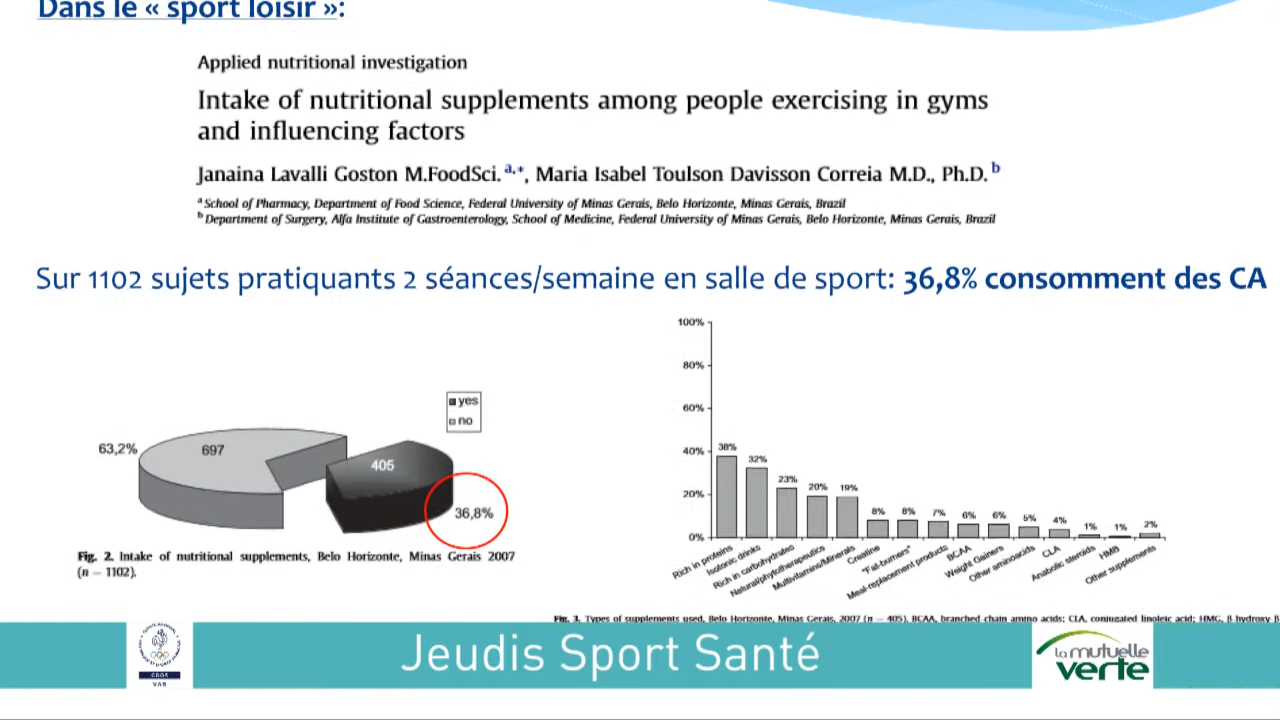 Dans le « sport loisir »:
Applied nutritional investigation
Intake of nutritional supplements among people exercising in gyms
and influencing factors
Janaina Lavalli Goston M.FoodSci. a,*, Maria Isabel Toulson Davisson Correia M.D., Ph.D. b
a School of Pharmacy, Department of Food Science, Federal University of Minas Gerais, Belo Horizonte, Minas Gerais, Brazil
b Department of Surgery, Alfa Institute of Gastroenterology, School of Medicine, Federal University of Minas Gerais, Belo Horizonte, Minas Gerais, Brazil
Sur 1102 sujets pratiquants 2 séances/semaine en salle de sport: 36,8% consomment des CA
yes
no
63,2%
697
405
36,8%
Fig. 2. Intake of nutritional supplements, Belo Horizonte, Minas Gerais 2007
(n — 1102).
100%
80%
60%
40%
20%
0%
38%
32%
23%
20%
19%
8%
8%
7%
6%
6%
5%
4%
1%
1%
2%
Rich in proteins
Isotonic drinks
Rich in carbohydrates
Natural/phytotherapeutics
Multivitamins/Minerals
Creatine
"Fat-burners"
Meal-replacement products
BCAA
Weight Gainers
Other aminoacids
CLA
Anabolic steroids
HMB
Other supplements
Fig. 3. Types of supplements used, Belo Horizonte, Minas Gerais, 2007 (n — 405). BCAA, branched chain amino acids; CLA, conjugated linoleic acid; HMG, β hydroxy β
Jeudis Sport Santé
CDOS
VAR
la mutuelle
verte